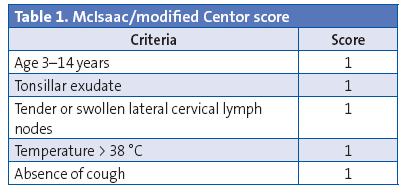 Table 1. McIsaac/modified Centor score
Criteria Score
Age 3–14 years 1
Tonsillar exudate 1
Tender or swollen lateral cervical lymph 1
nodes
Temperature > 38 °C 1
Absence of cough 1